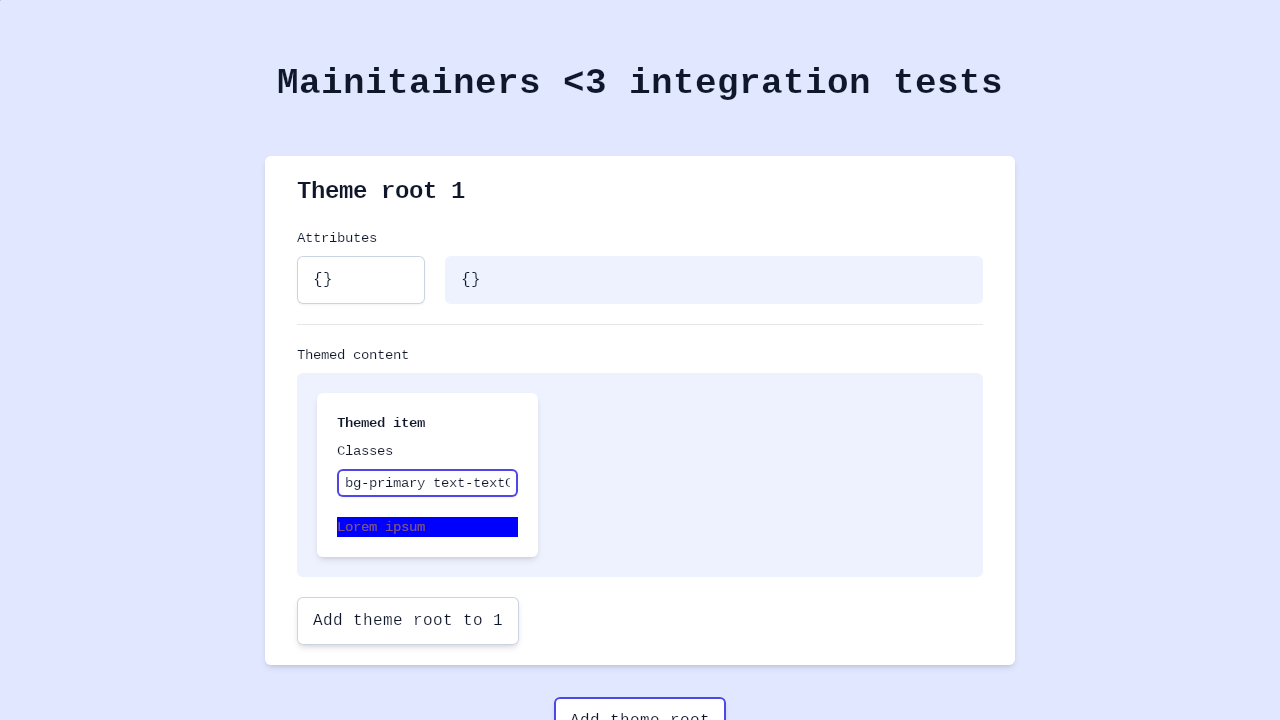 Mainitainers <3 integration tests
Theme root 1
Attributes
{}
{}
Themed content
Themed item
Classes
bg-primary text-text
Lorem ipsum
Add theme root to 1
Add theme root